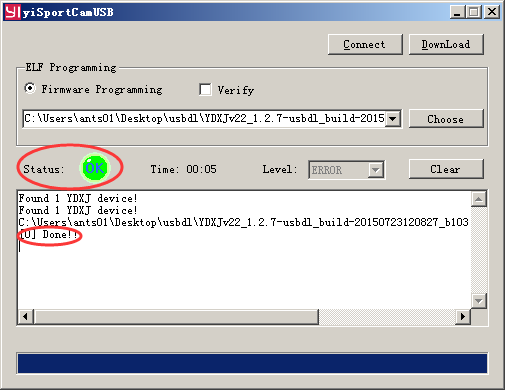 yiSportCamUSB
Connect
DownLoad
ELF Programming
Firmware Programming
Verify
C:\Users\ants01\Desktop\usbdl\YDXJv22_1.2.7-usbdl_build-2015
Choose
Status: OK
Time: 00:05
Level: ERROR
Clear
Found 1 YDXJ device!
Found 1 YDXJ device!
C:\Users\ants01\Desktop\usbdl\YDXJv22_1.2.7-usbdl_build-20150723120827_b103
[0] Done!!